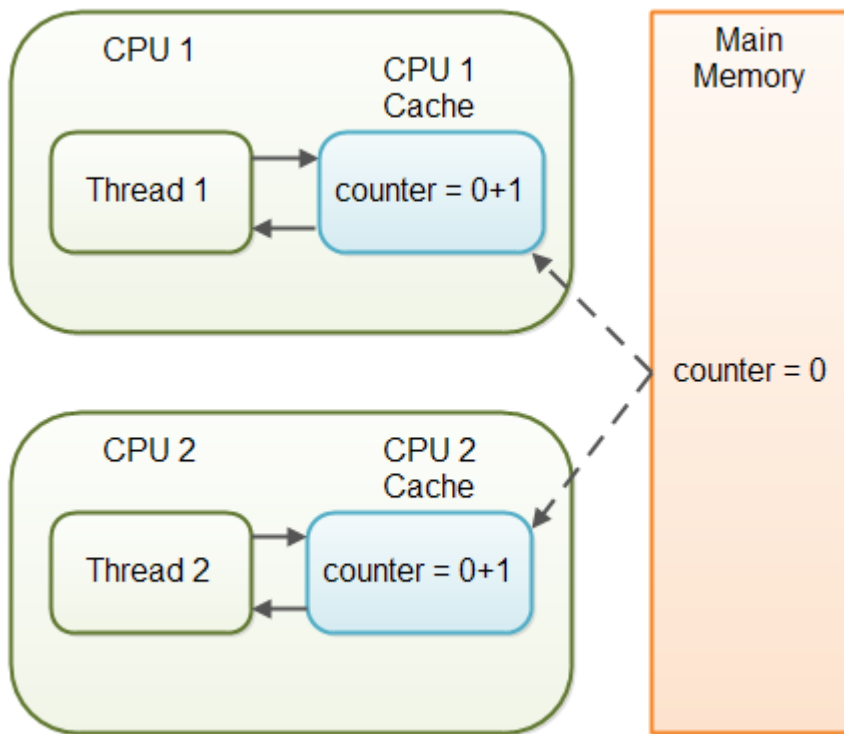 CPU 1
CPU 1
Cache
Thread 1
counter = 0+1
Main
Memory
counter = 0
CPU 2
CPU 2
Cache
Thread 2
counter = 0+1